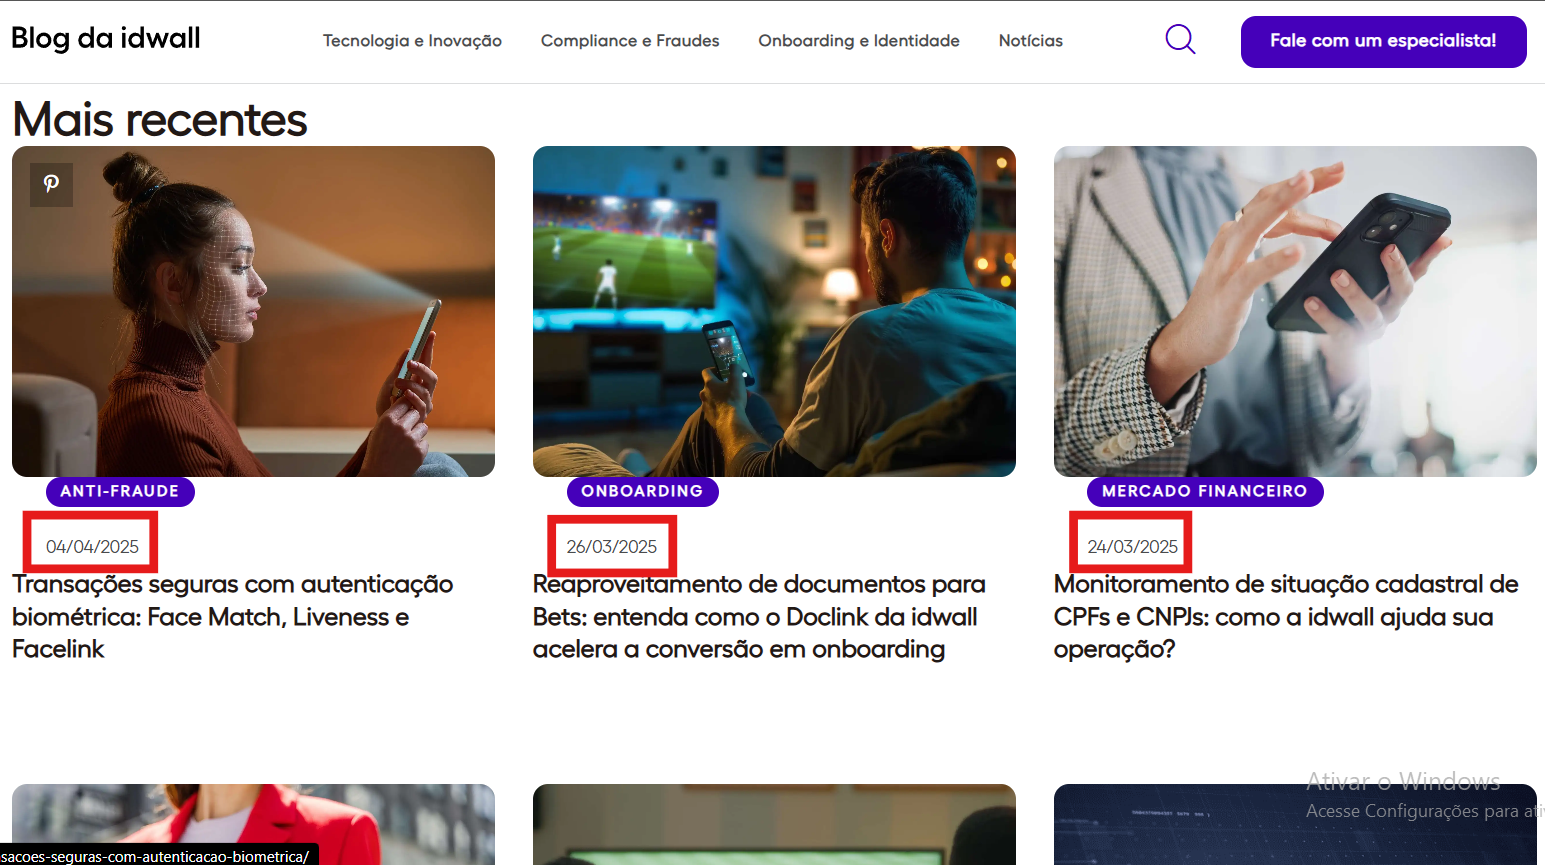 Blog da idwall
Tecnologia e Inovação
Compliance e Fraudes
Onboarding e Identidade
Notícias
Fale com um especialista!
Mais recentes
ANTI-FRAUDE
04/04/2025
Transações seguras com autenticação
biométrica: Face Match, Liveness e
Facelink
ONBOARDING
26/03/2025
Reaproveitamento de documentos para
Bets: entenda como o Doclink da idwall
acelera a conversão em onboarding
MERCADO FINANCEIRO
24/03/2025
Monitoramento de situação cadastral de
CPFs e CNPJs: como a idwall ajuda sua
operação?
Ativar o Windows
Acesse Configurações para ati
sacoes-seguras-com-autenticacao-biometrica/